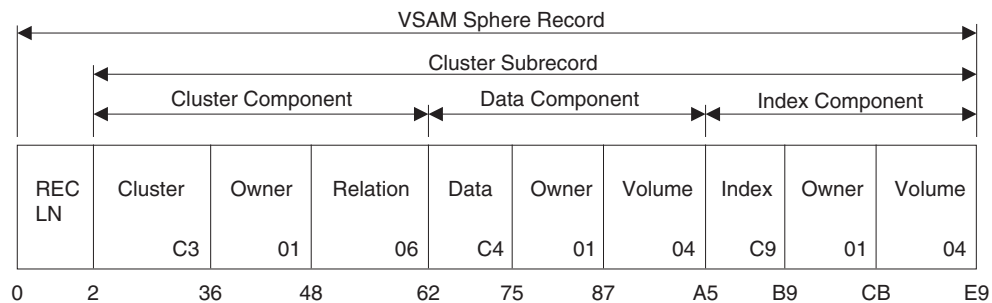 VSAM Sphere Record
Cluster Subrecord
Cluster Component Data Component Index Component
REC Cluster Owner Relation Data Owner Volume Index Owner Volume
LN
C3 01 06 C4 01 04 C9 01 04
0 2 36 48 62 75 87 A5 B9 CB E9